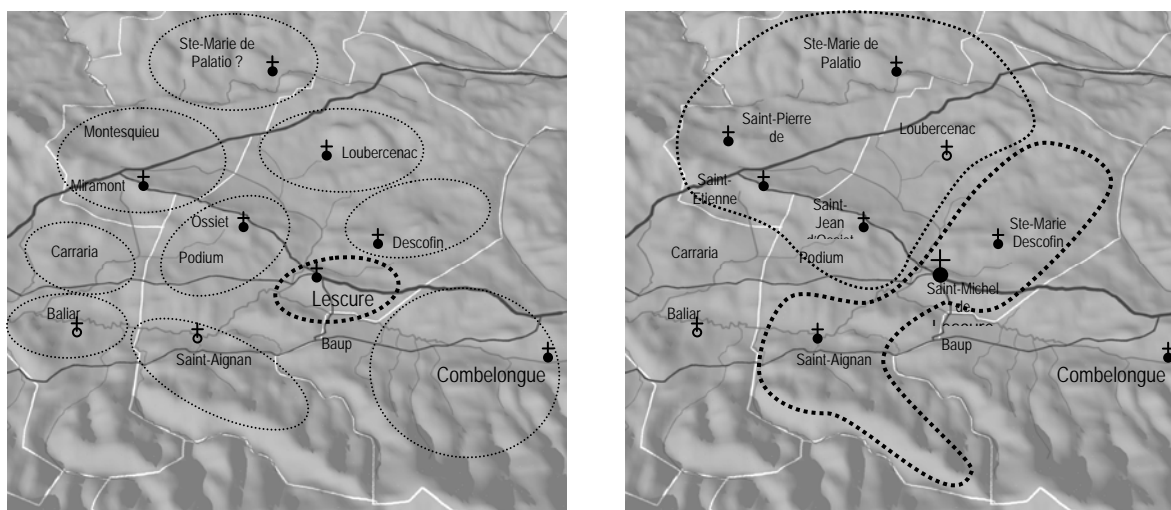 Ste-Marie de
Palatio ?
Montesquieu
Loubercenac
Miramont
Ossiet
Descofin
Carraria
Podium
Lescure
Baliar
Baup
Saint-Aignan
Combelongue
Ste-Marie de
Palatio
Saint-Pierre
de
Loubercenac
Saint-
Etienne
Saint-
Jean
d'Ossiet
Ste-Marie
Descofin
Carraria
Podium
Saint-Michel
de
Baliar
Baup
Saint-Aignan
Combelongue